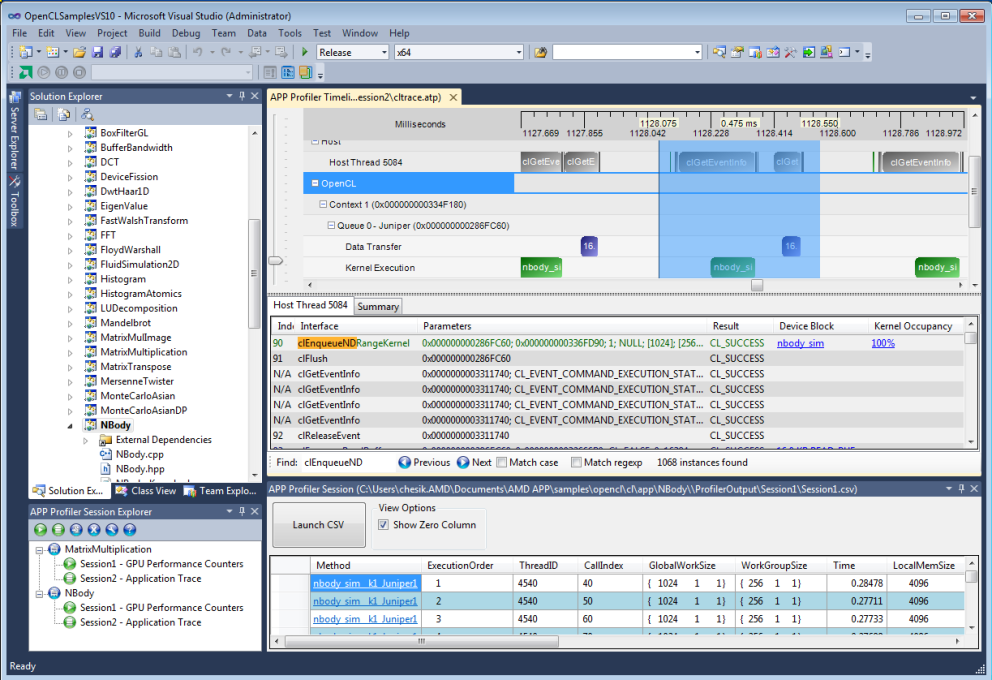 OpenCLSamplesVS10 - Microsoft Visual Studio (Administrator)
File Edit View Project Build Debug Team Data Tools Test Window Help
Release x64
Server Explorer
Toolbox
Solution Explorer
BoxFilterGL
BufferBandwidth
DCT
DeviceFission
DwtHaar1D
EigenValue
FastWalshTransform
FFT
FloydWarshall
FluidSimulation2D
Histogram
HistogramAtomics
LUDecomposition
Mandelbrot
MatrixMulImage
MatrixMultiplication
MatrixTranspose
MersenneTwister
MonteCarloAsian
MonteCarloAsianDP
NBody
External Dependencies
NBody.cpp
NBody.hpp
Solution Ex... Class View Team Explo...
APP Profiler Session Explorer
MatrixMultiplication
Session1 - GPU Performance Counters
Session2 - Application Trace
NBody
Session1 - GPU Performance Counters
Session2 - Application Trace
APP Profiler Timeli...ession2\cltrace.atp)
Milliseconds
1128.075 0.475 ms 1128.550
1127.669 1127.856 1128.042 1128.228 1128.414 1128.600 1128.786 1128.972
Host
Host Thread 5084 clGetEve clGetE clGetEventInfo clGet clGetEventInfo
OpenCL
Context 1 (0x000000000334F180)
Queue 0 - Juniper (0x000000000286FC60)
Data Transfer 16. 16.
Kernel Execution nbody_si nbody_si nbody_si
Host Thread 5084 Summary
Ind Interface Parameters Result Device Block Kernel Occupancy
90 clEnqueueNDRangeKernel 0x000000000286FC60; 0x000000000336FD90; 1; NULL; [1024]; [256... CL_SUCCESS nbody_sim 100%
91 clFlush 0x000000000286FC60 CL_SUCCESS
N/A clGetEventInfo 0x0000000003311740; CL_EVENT_COMMAND_EXECUTION_STAT... CL_SUCCESS
N/A clGetEventInfo 0x0000000003311740; CL_EVENT_COMMAND_EXECUTION_STAT... CL_SUCCESS
N/A clGetEventInfo 0x0000000003311740; CL_EVENT_COMMAND_EXECUTION_STAT... CL_SUCCESS
N/A clGetEventInfo 0x0000000003311740; CL_EVENT_COMMAND_EXECUTION_STAT... CL_SUCCESS
92 clReleaseEvent 0x0000000003311740 CL_SUCCESS
Find: clEnqueueND Previous Next Match case Match regexp 1068 instances found
APP Profiler Session (C:\Users\chesik.AMD\Documents\AMD APP\samples\opencl\cl\app\NBody\\ProfilerOutput\Session1\Session1.csv)
Launch CSV
View Options
Show Zero Column
Method ExecutionOrder ThreadID CallIndex GlobalWorkSize WorkGroupSize Time LocalMemSize
nbody_sim__k1_Juniper1 1 4540 40 { 1024 1 1} { 256 1 1} 0.28478 4096
nbody_sim__k1_Juniper1 2 4540 50 { 1024 1 1} { 256 1 1} 0.27711 4096
nbody_sim__k1_Juniper1 3 4540 60 { 1024 1 1} { 256 1 1} 0.27733 4096
Ready